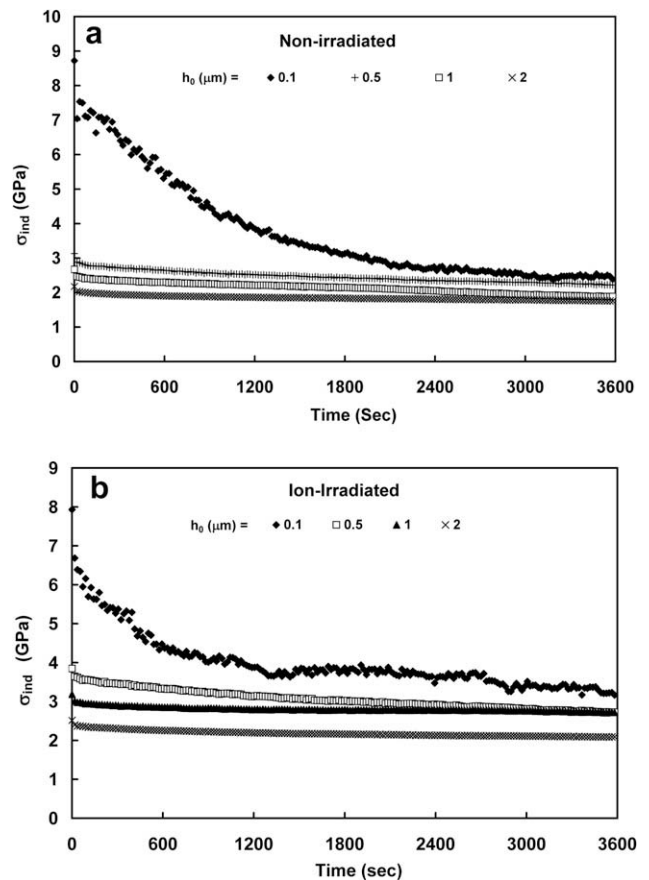 a
Non-irradiated
h0 (μm) = 0.1 0.5 1 2
10
9
8
7
6
5
4
3
2
1
0
σind (GPa)
0 600 1200 1800 2400 3000 3600
Time (Sec)
b
Ion-Irradiated
h0 (μm) = 0.1 0.5 1 2
9
8
7
6
5
4
3
2
1
0
σind (GPa)
0 600 1200 1800 2400 3000 3600
Time (sec)